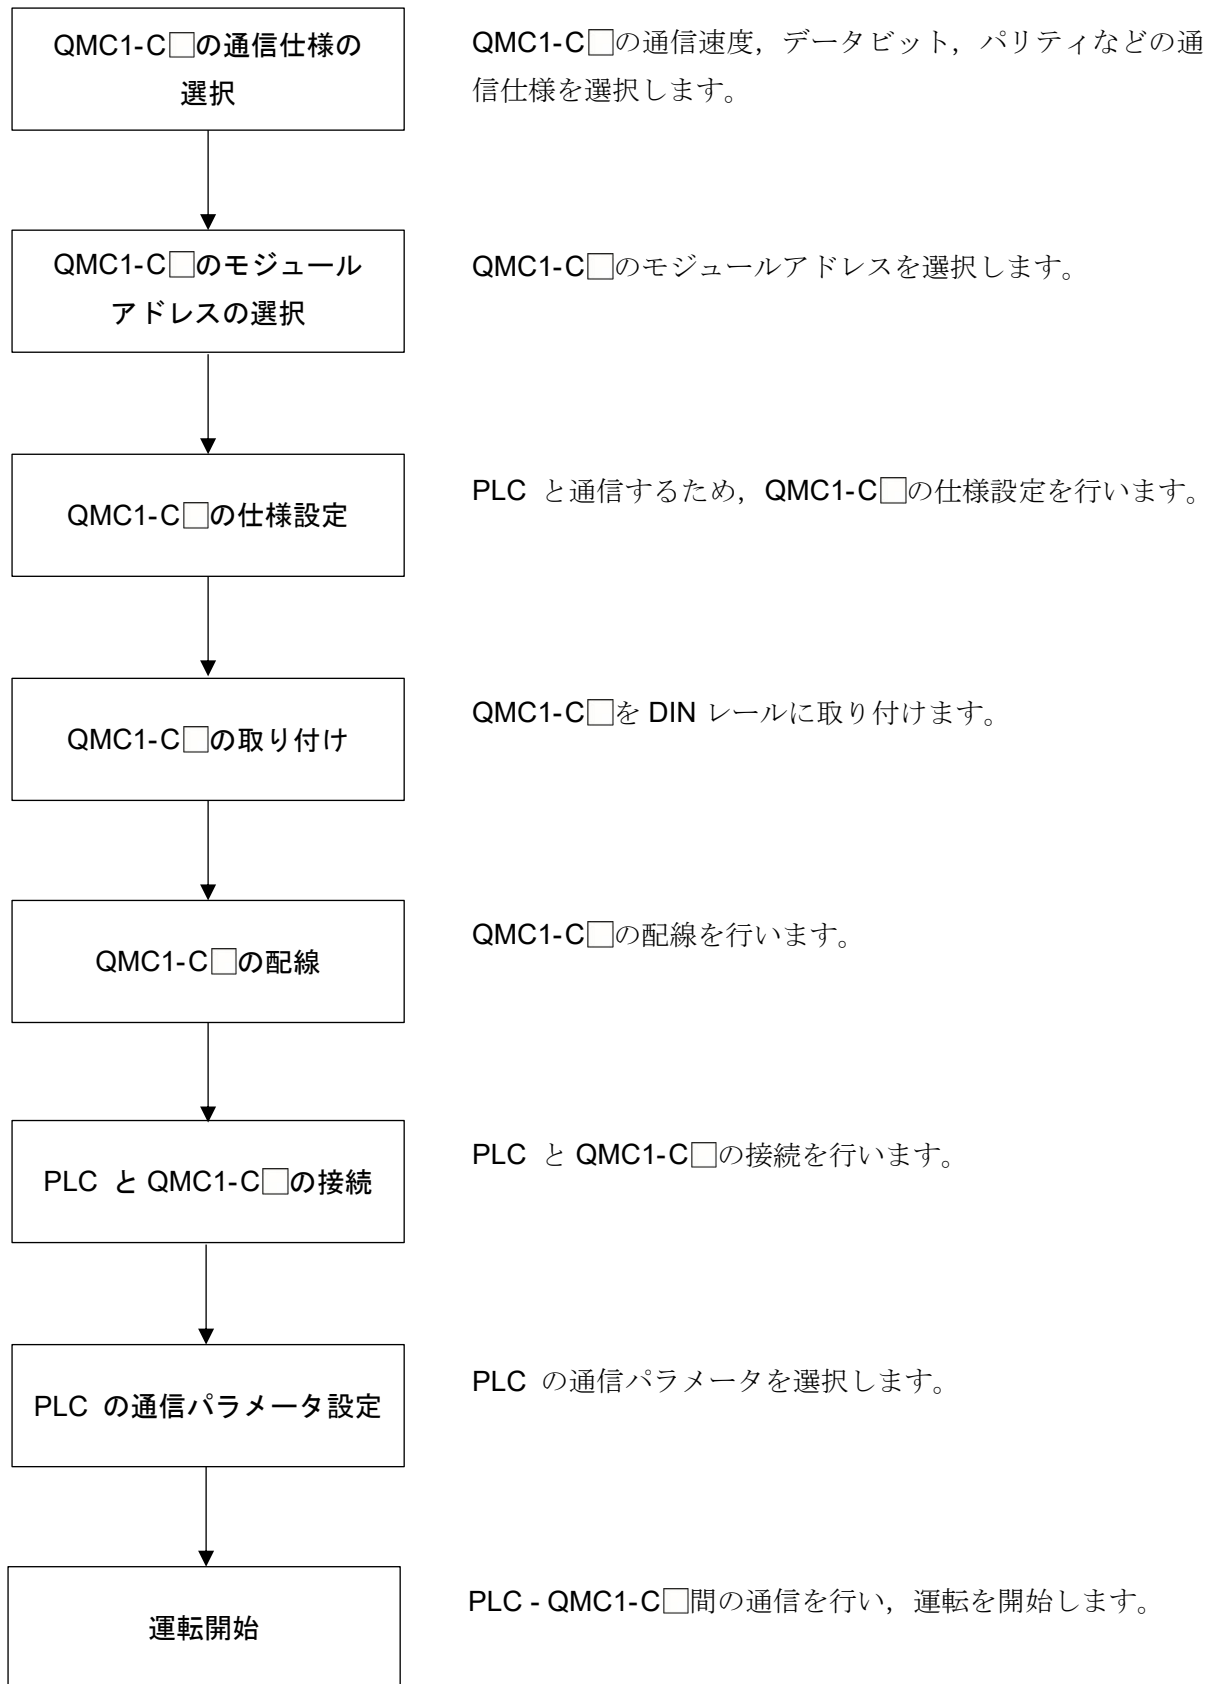 QMC1-C□の通信仕様の
選択
QMC1-C□の通信速度，データビット，パリティなどの通
信仕様を選択します。
QMC1-C□のモジュール
アドレスの選択
QMC1-C□のモジュールアドレスを選択します。
QMC1-C□の仕様設定
PLC と通信するため，QMC1-C□の仕様設定を行います。
QMC1-C□の取り付け
QMC1-C□を DIN レールに取り付けます。
QMC1-C□の配線
QMC1-C□の配線を行います。
PLC と QMC1-C□の接続
PLC と QMC1-C□の接続を行います。
PLC の通信パラメータ設定
PLC の通信パラメータを選択します。
運転開始
PLC - QMC1-C□間の通信を行い，運転を開始します。